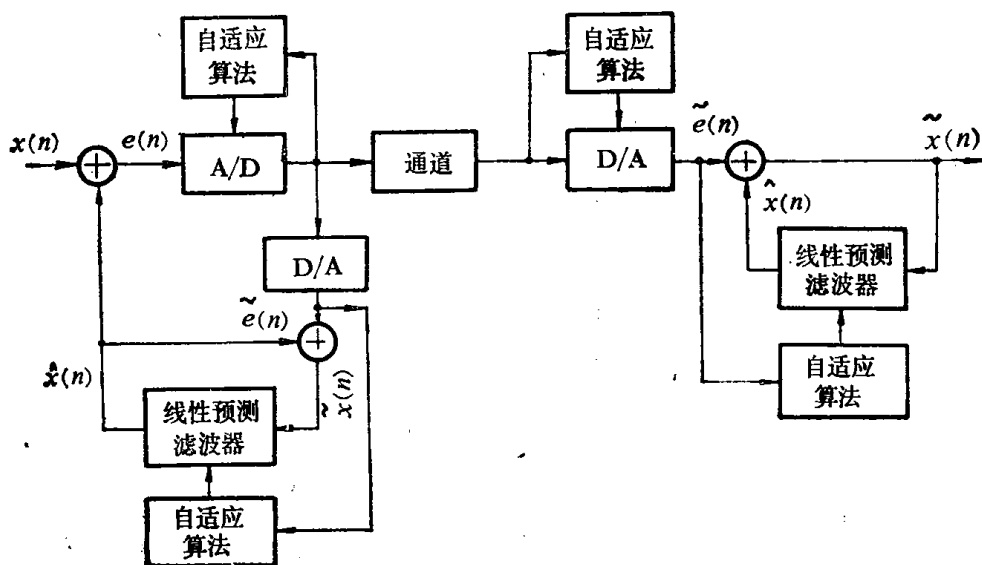 自适应
算法
自适应
算法
x(n)
e(n)
A/D
通道
D/A
ẽ(n)
x̃(n)
x̂(n)
D/A
线性预测
滤波器
ẽ(n)
x̂(n)
x̃(n)
自适应
算法
线性预测
滤波器
自适应
算法